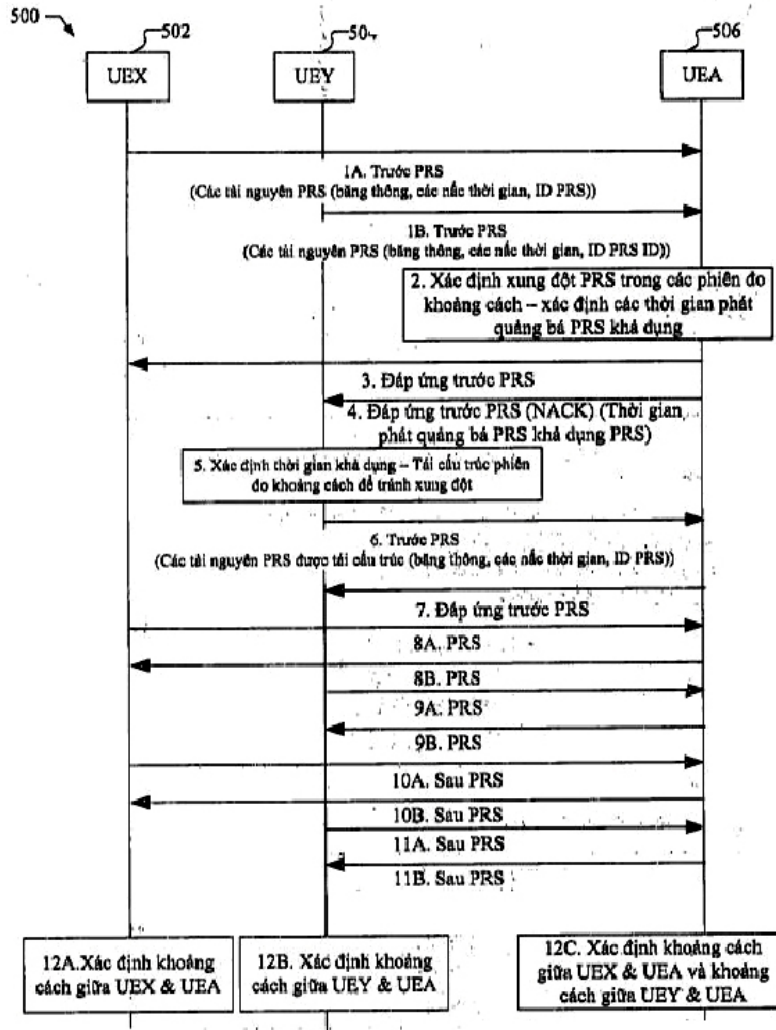 500
502
504
506
UEX
UEY
UEA
1A. Trước PRS
(Các tài nguyên PRS (băng thông, các nấc thời gian, ID PRS))
1B. Trước PRS
(Các tài nguyên PRS (băng thông, các nấc thời gian, ID PRS ID))
2. Xác định xung đột PRS trong các phiên đo
khoảng cách – xác định các thời gian phát
quảng bá PRS khả dụng
3. Đáp ứng trước PRS
4. Đáp ứng trước PRS (NACK) (Thời gian
phát quảng bá PRS khả dụng PRS)
5. Xác định thời gian khả dụng – Tái cấu trúc phiên
đo khoảng cách để tránh xung đột
6. Trước PRS
(Các tài nguyên PRS được tái cấu trúc (băng thông, các nấc thời gian, ID PRS))
7. Đáp ứng trước PRS
8A. PRS
8B. PRS
9A. PRS
9B. PRS
10A. Sau PRS
10B. Sau PRS
11A. Sau PRS
11B. Sau PRS
12A.Xác định khoảng
cách giữa UEX & UEA
12B. Xác định khoảng
cách giữa UEY & UEA
12C. Xác định khoảng cách
giữa UEX & UEA và khoảng
cách giữa UEY & UEA